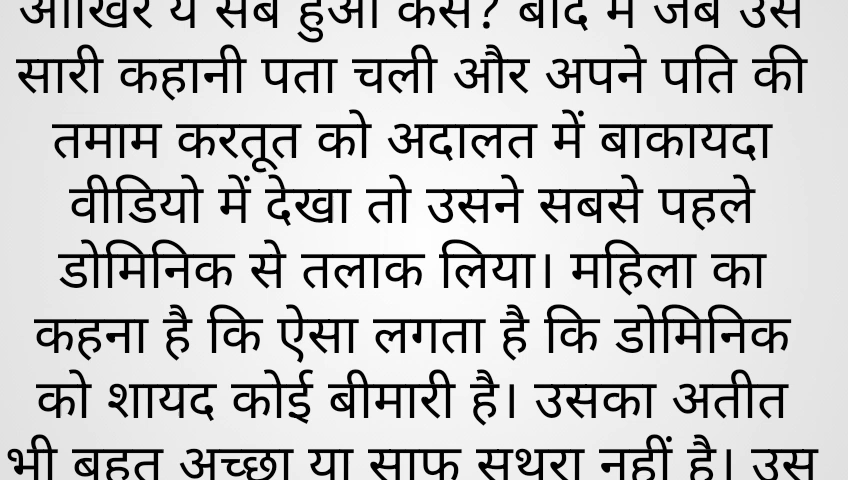 आखिर ये सब हुआ कैसे? बाद में जब उसे
सारी कहानी पता चली और अपने पति की
तमाम करतूत को अदालत में बाकायदा
वीडियो में देखा तो उसने सबसे पहले
डोमिनिक से तलाक लिया। महिला का
कहना है कि ऐसा लगता है कि डोमिनिक
को शायद कोई बीमारी है। उसका अतीत
भी बहुत अच्छा या साफ सुथरा नहीं है। उस